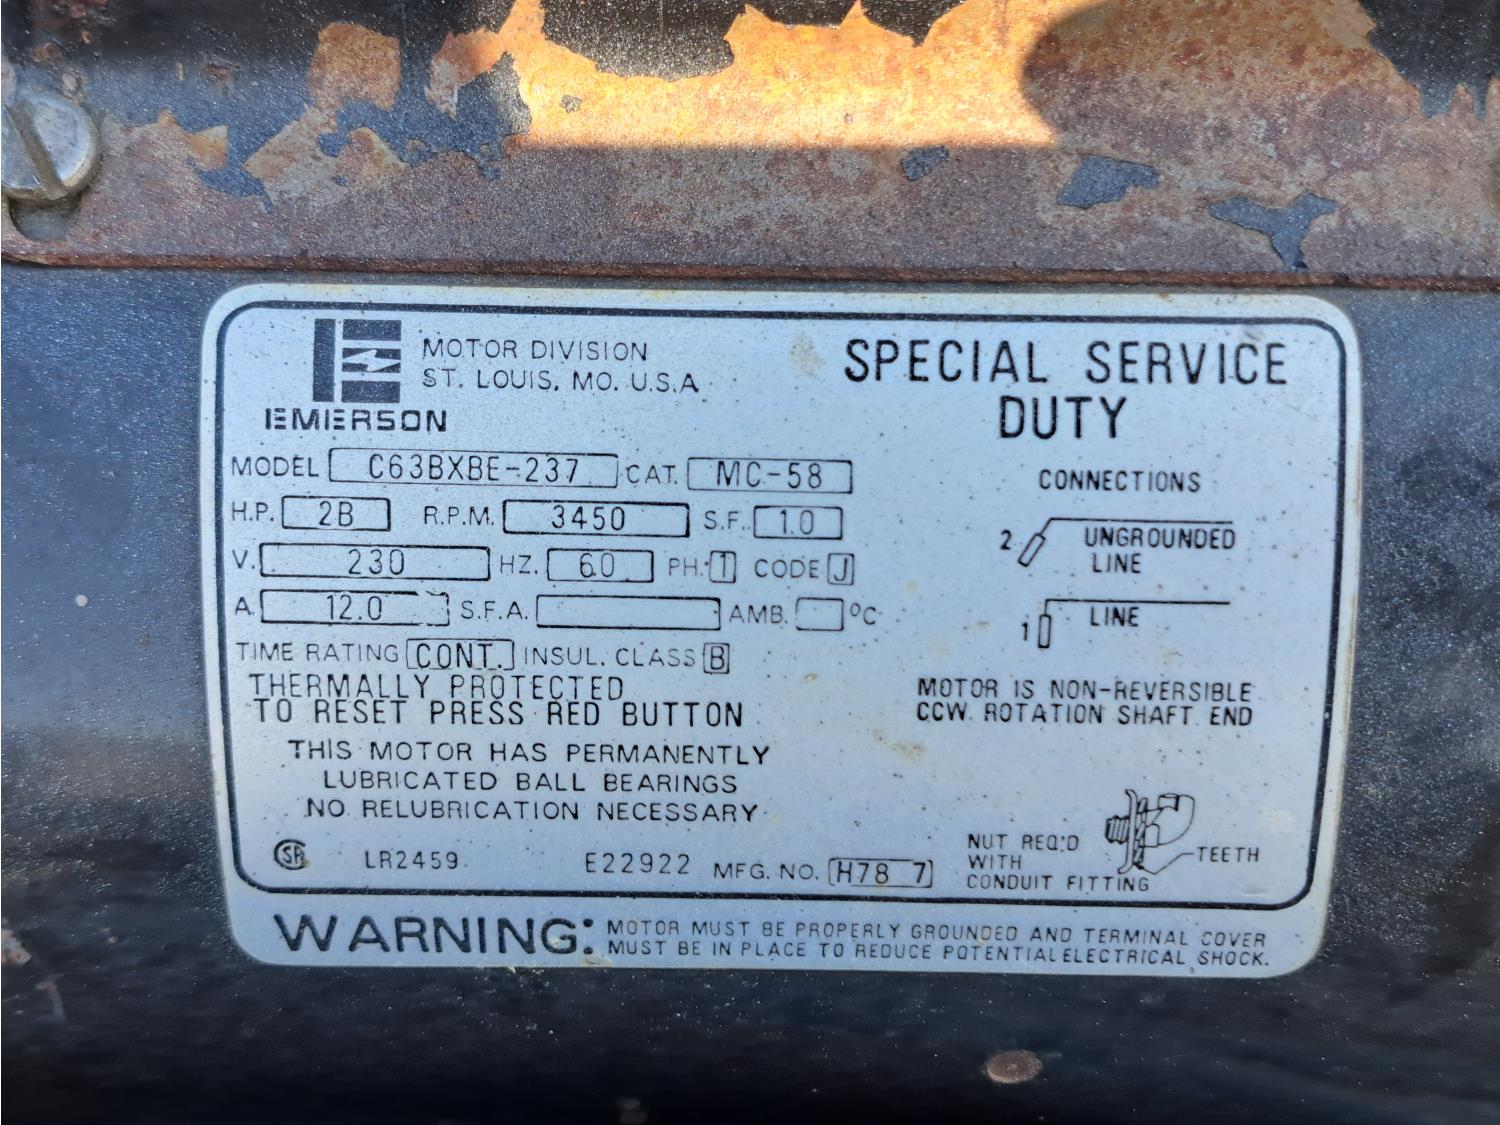 MOTOR DIVISION
ST. LOUIS, MO. U.S.A
EMERSON
SPECIAL SERVICE
DUTY
MODEL C63BXBE-237 CAT. MC-58
H.P. 2B R.P.M. 3450 S.F. 1.0
V. 230 HZ. 60 PH. 1 CODE J
A. 12.0 S.F.A. AMB. °C
TIME RATING CONT. INSUL. CLASS B
THERMALLY PROTECTED
TO RESET PRESS RED BUTTON
THIS MOTOR HAS PERMANENTLY
LUBRICATED BALL BEARINGS
NO RELUBRICATION NECESSARY
SA LR2459 E22922 MFG. NO. H78 7
CONNECTIONS
2 UNGROUNDED
LINE
1 LINE
MOTOR IS NON-REVERSIBLE
CCW. ROTATION SHAFT END
NUT REQ'D
WITH
CONDUIT FITTING
TEETH
WARNING: MOTOR MUST BE PROPERLY GROUNDED AND TERMINAL COVER
MUST BE IN PLACE TO REDUCE POTENTIAL ELECTRICAL SHOCK.